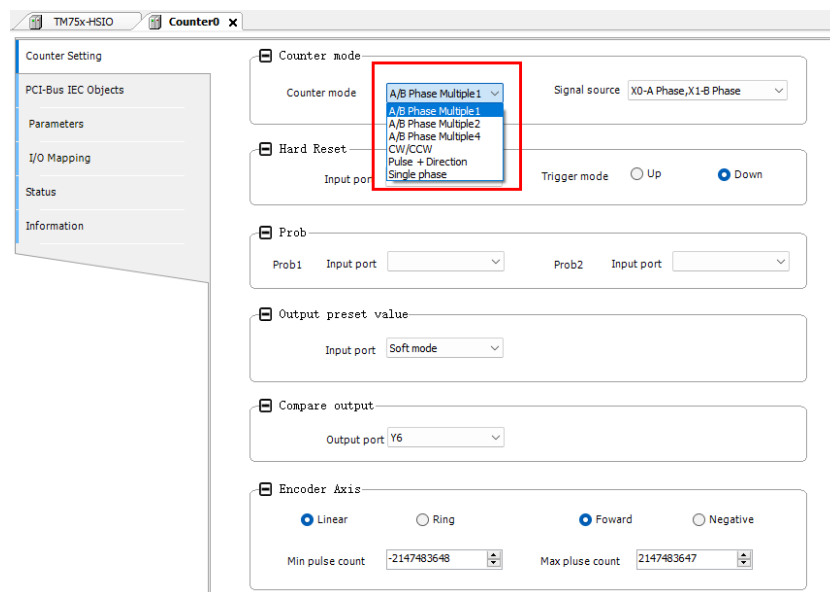 TM75x-HSIO
Counter0
Counter Setting
PCI-Bus IEC Objects
Parameters
I/O Mapping
Status
Information
Counter mode
Counter mode A/B Phase Multiple1 Signal source X0-A Phase,X1-B Phase
A/B Phase Multiple1
A/B Phase Multiple2
A/B Phase Multiple4
CW/CCW
Pulse + Direction
Single phase
Hard Reset
Input port Trigger mode Up Down
Prob
Prob1 Input port Prob2 Input port
Output preset value
Input port Soft mode
Compare output
Output port Y6
Encoder Axis
Linear Ring Foward Negative
Min pulse count -2147483648 Max pluse count 2147483647